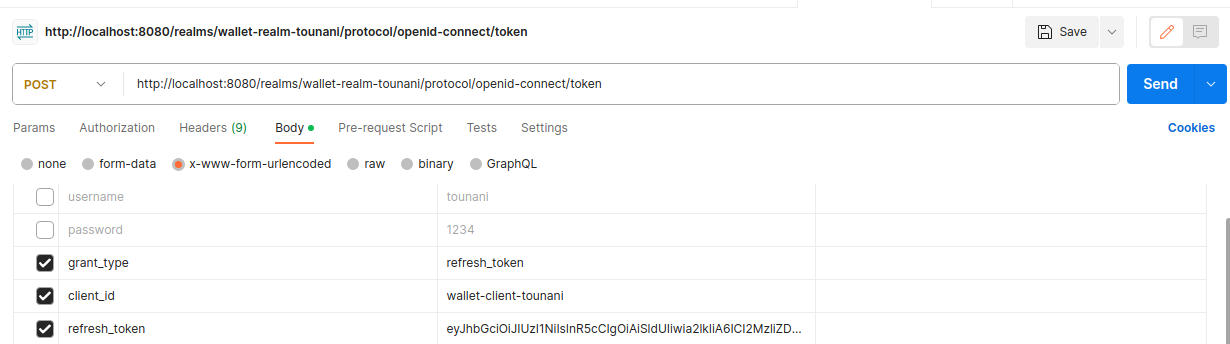 HTTP http://localhost:8080/realms/wallet-realm-tounani/protocol/openid-connect/token Save
POST http://localhost:8080/realms/wallet-realm-tounani/protocol/openid-connect/token Send
Params Authorization Headers (9) Body Pre-request Script Tests Settings Cookies
none form-data x-www-form-urlencoded raw binary GraphQL
username tounani
password 1234
grant_type refresh_token
client_id wallet-client-tounani
refresh_token eyJhbGciOiJIUzI1NiIsInR5cCIgOiAiSldUIiwia2lkIiA6ICI2MzliZD...